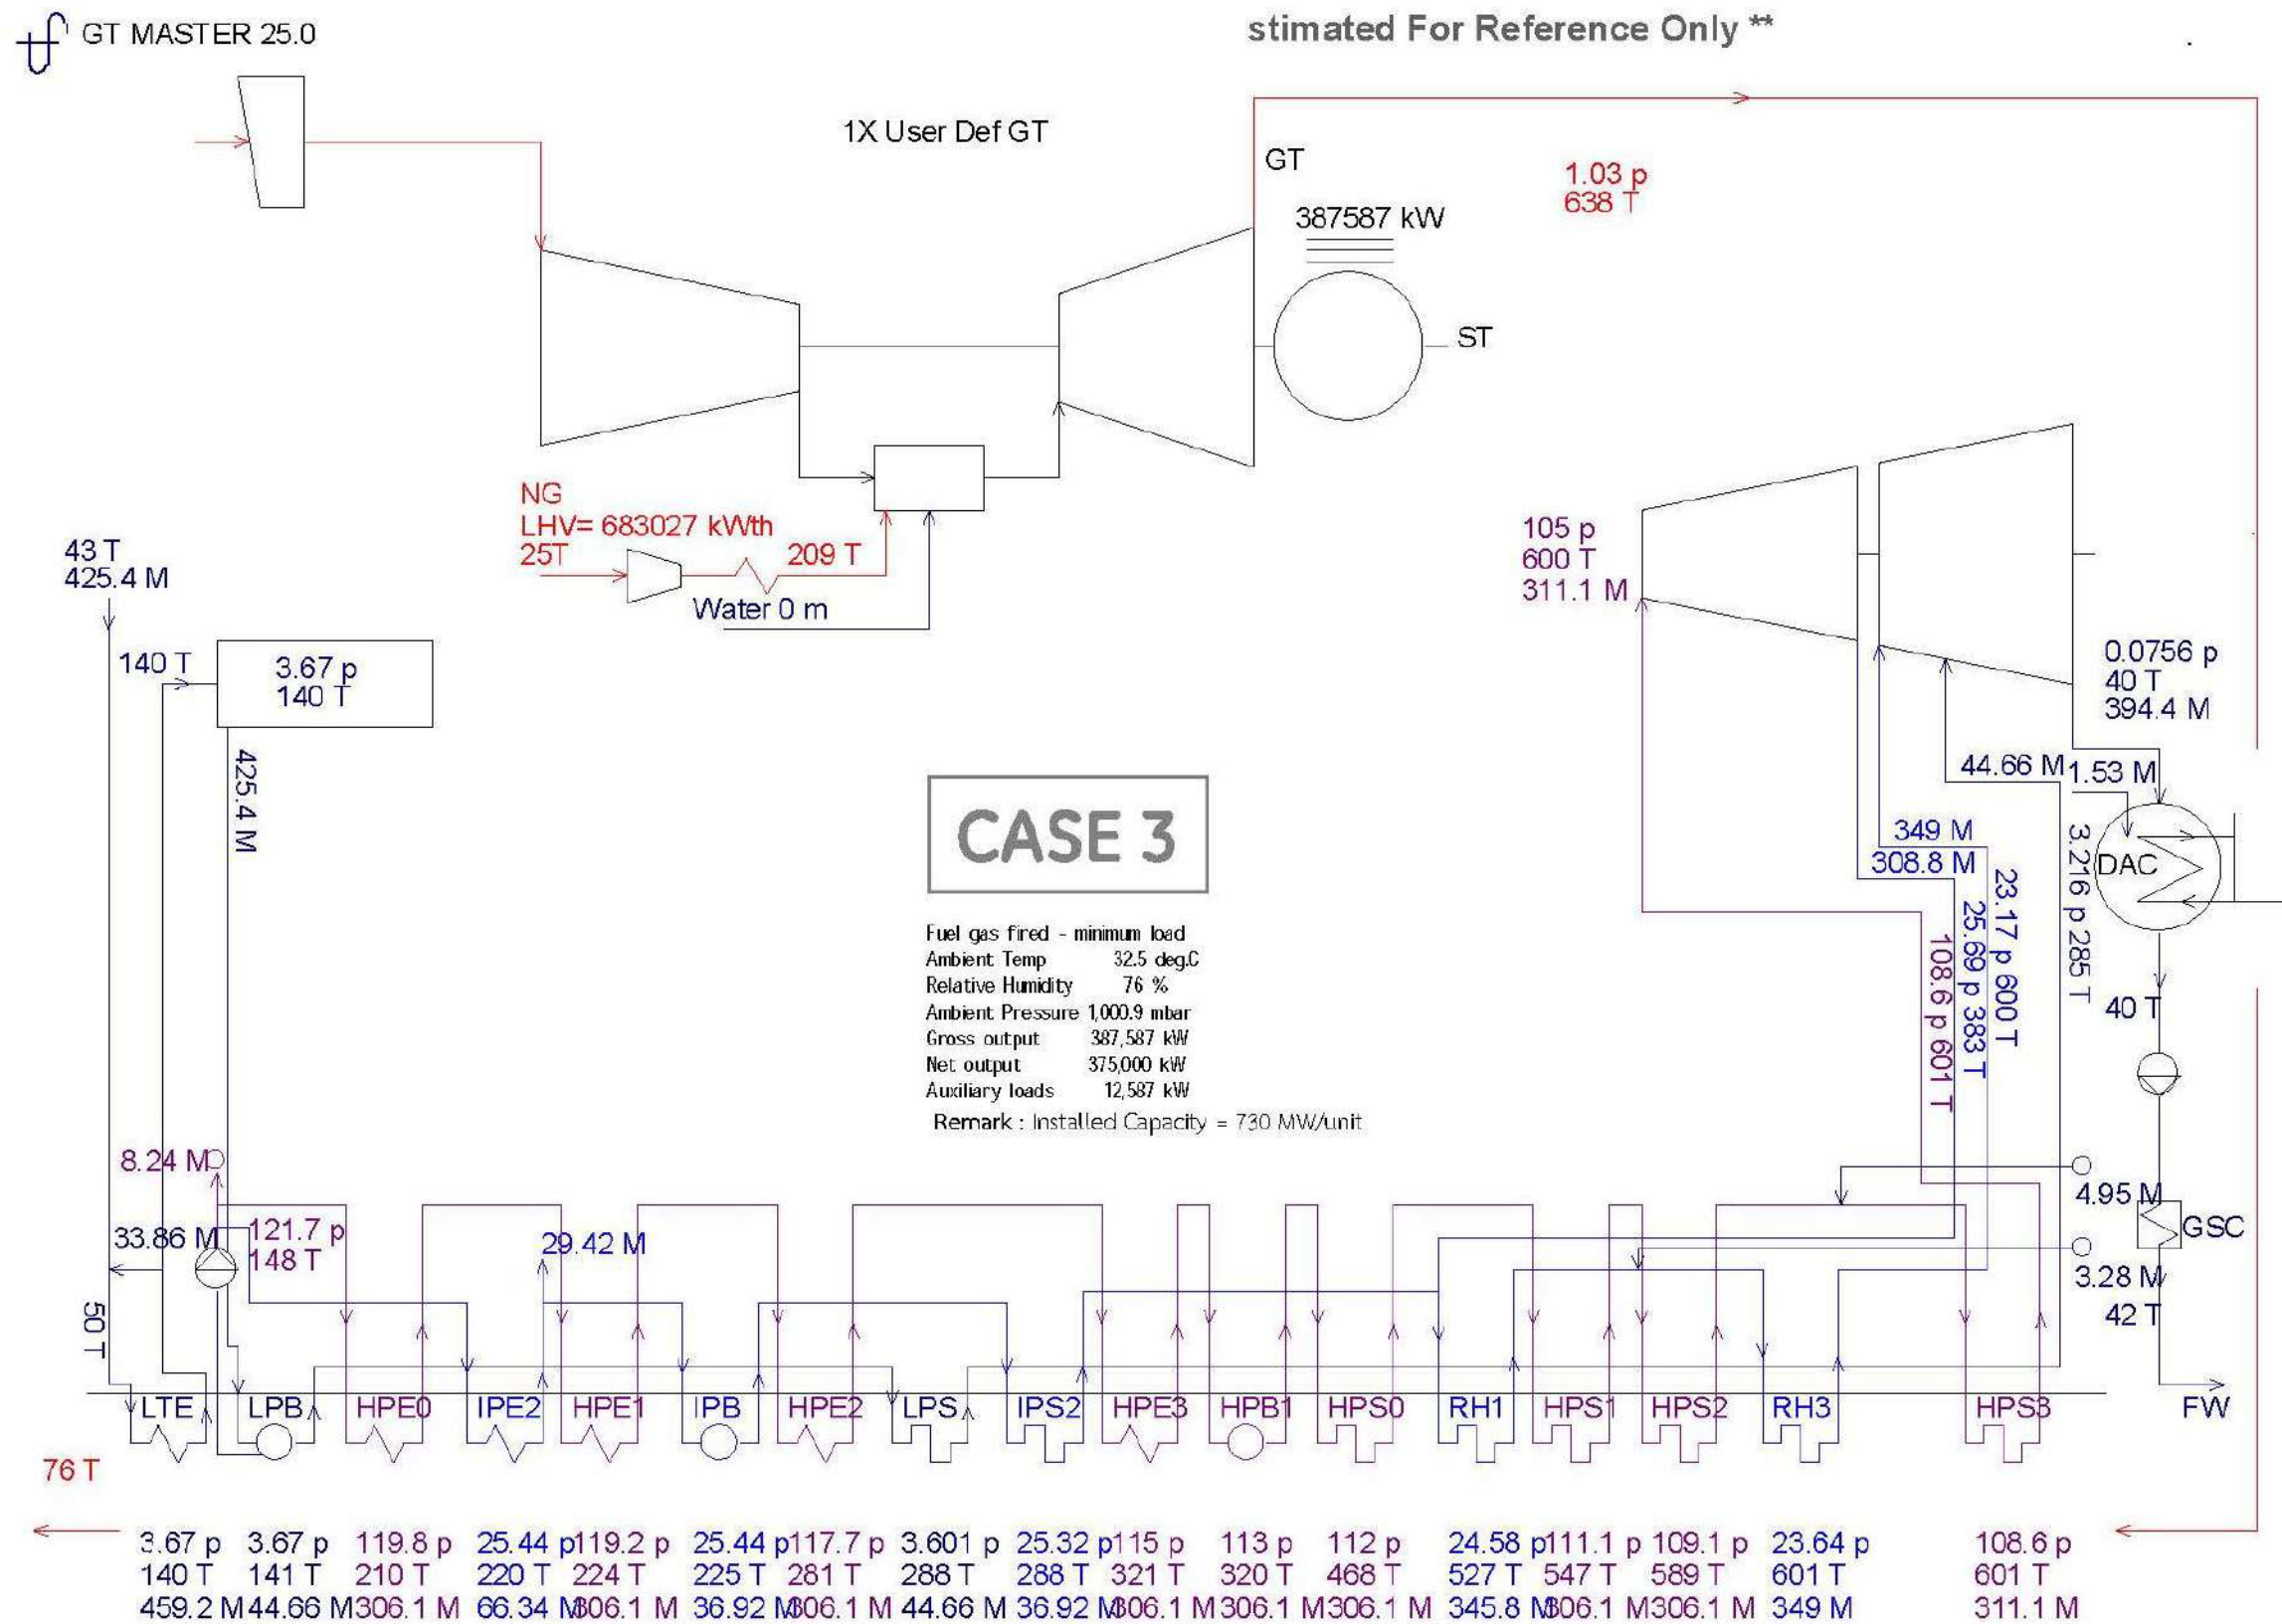 GT MASTER 25.0
stimated For Reference Only **
1X User Def GT
GT
1.03 p
638 T
387587 kW
ST
NG
LHV= 683027 kWth
25T
209 T
Water 0 m
43 T
425.4 M
140 T
3.67 p
140 T
425.4 M
105 p
600 T
311.1 M
0.0756 p
40 T
394.4 M
44.66 M
1.53 M
349 M
308.8 M
3.216 p 285 T
23.17 p 600 T
25.69 p 383 T
108.6 p 601 T
DAC
40 T
CASE 3
Fuel gas fired - minimum load
Ambient Temp 32.5 deg.C
Relative Humidity 76 %
Ambient Pressure 1,000.9 mbar
Gross output 387,587 kW
Net output 375,000 kW
Auxiliary loads 12,587 kW
Remark : Installed Capacity = 730 MW/unit
8.24 M
33.86 M
121.7 p
148 T
29.42 M
50 T
4.95 M
GSC
3.28 M
42 T
FW
LTE LPB HPE0 IPE2 HPE1 IPB HPE2 LPS IPS2 HPE3 HPB1 HPS0 RH1 HPS1 HPS2 RH3 HPS3
76 T
3.67 p 3.67 p 119.8 p 25.44 p 119.2 p 25.44 p 117.7 p 3.601 p 25.32 p 115 p 113 p 112 p 24.58 p 111.1 p 109.1 p 23.64 p 108.6 p
140 T 141 T 210 T 220 T 224 T 225 T 281 T 288 T 288 T 321 T 320 T 468 T 527 T 547 T 589 T 601 T 601 T
459.2 M 44.66 M 306.1 M 66.34 M 306.1 M 36.92 M 306.1 M 44.66 M 36.92 M 306.1 M 306.1 M 306.1 M 345.8 M 306.1 M 306.1 M 349 M 311.1 M